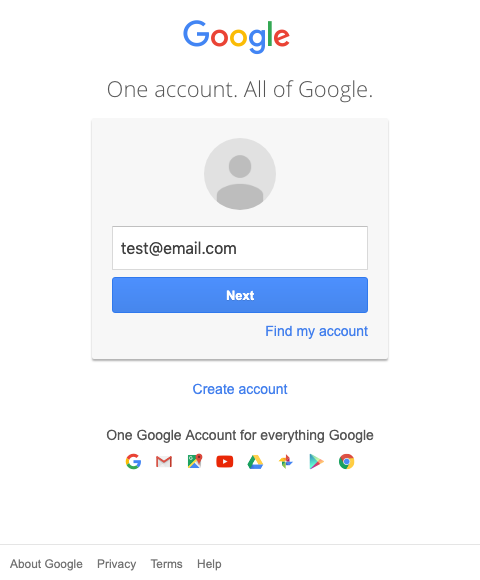 Google
One account. All of Google.
test@email.com
Next
Find my account
Create account
One Google Account for everything Google
About Google Privacy Terms Help